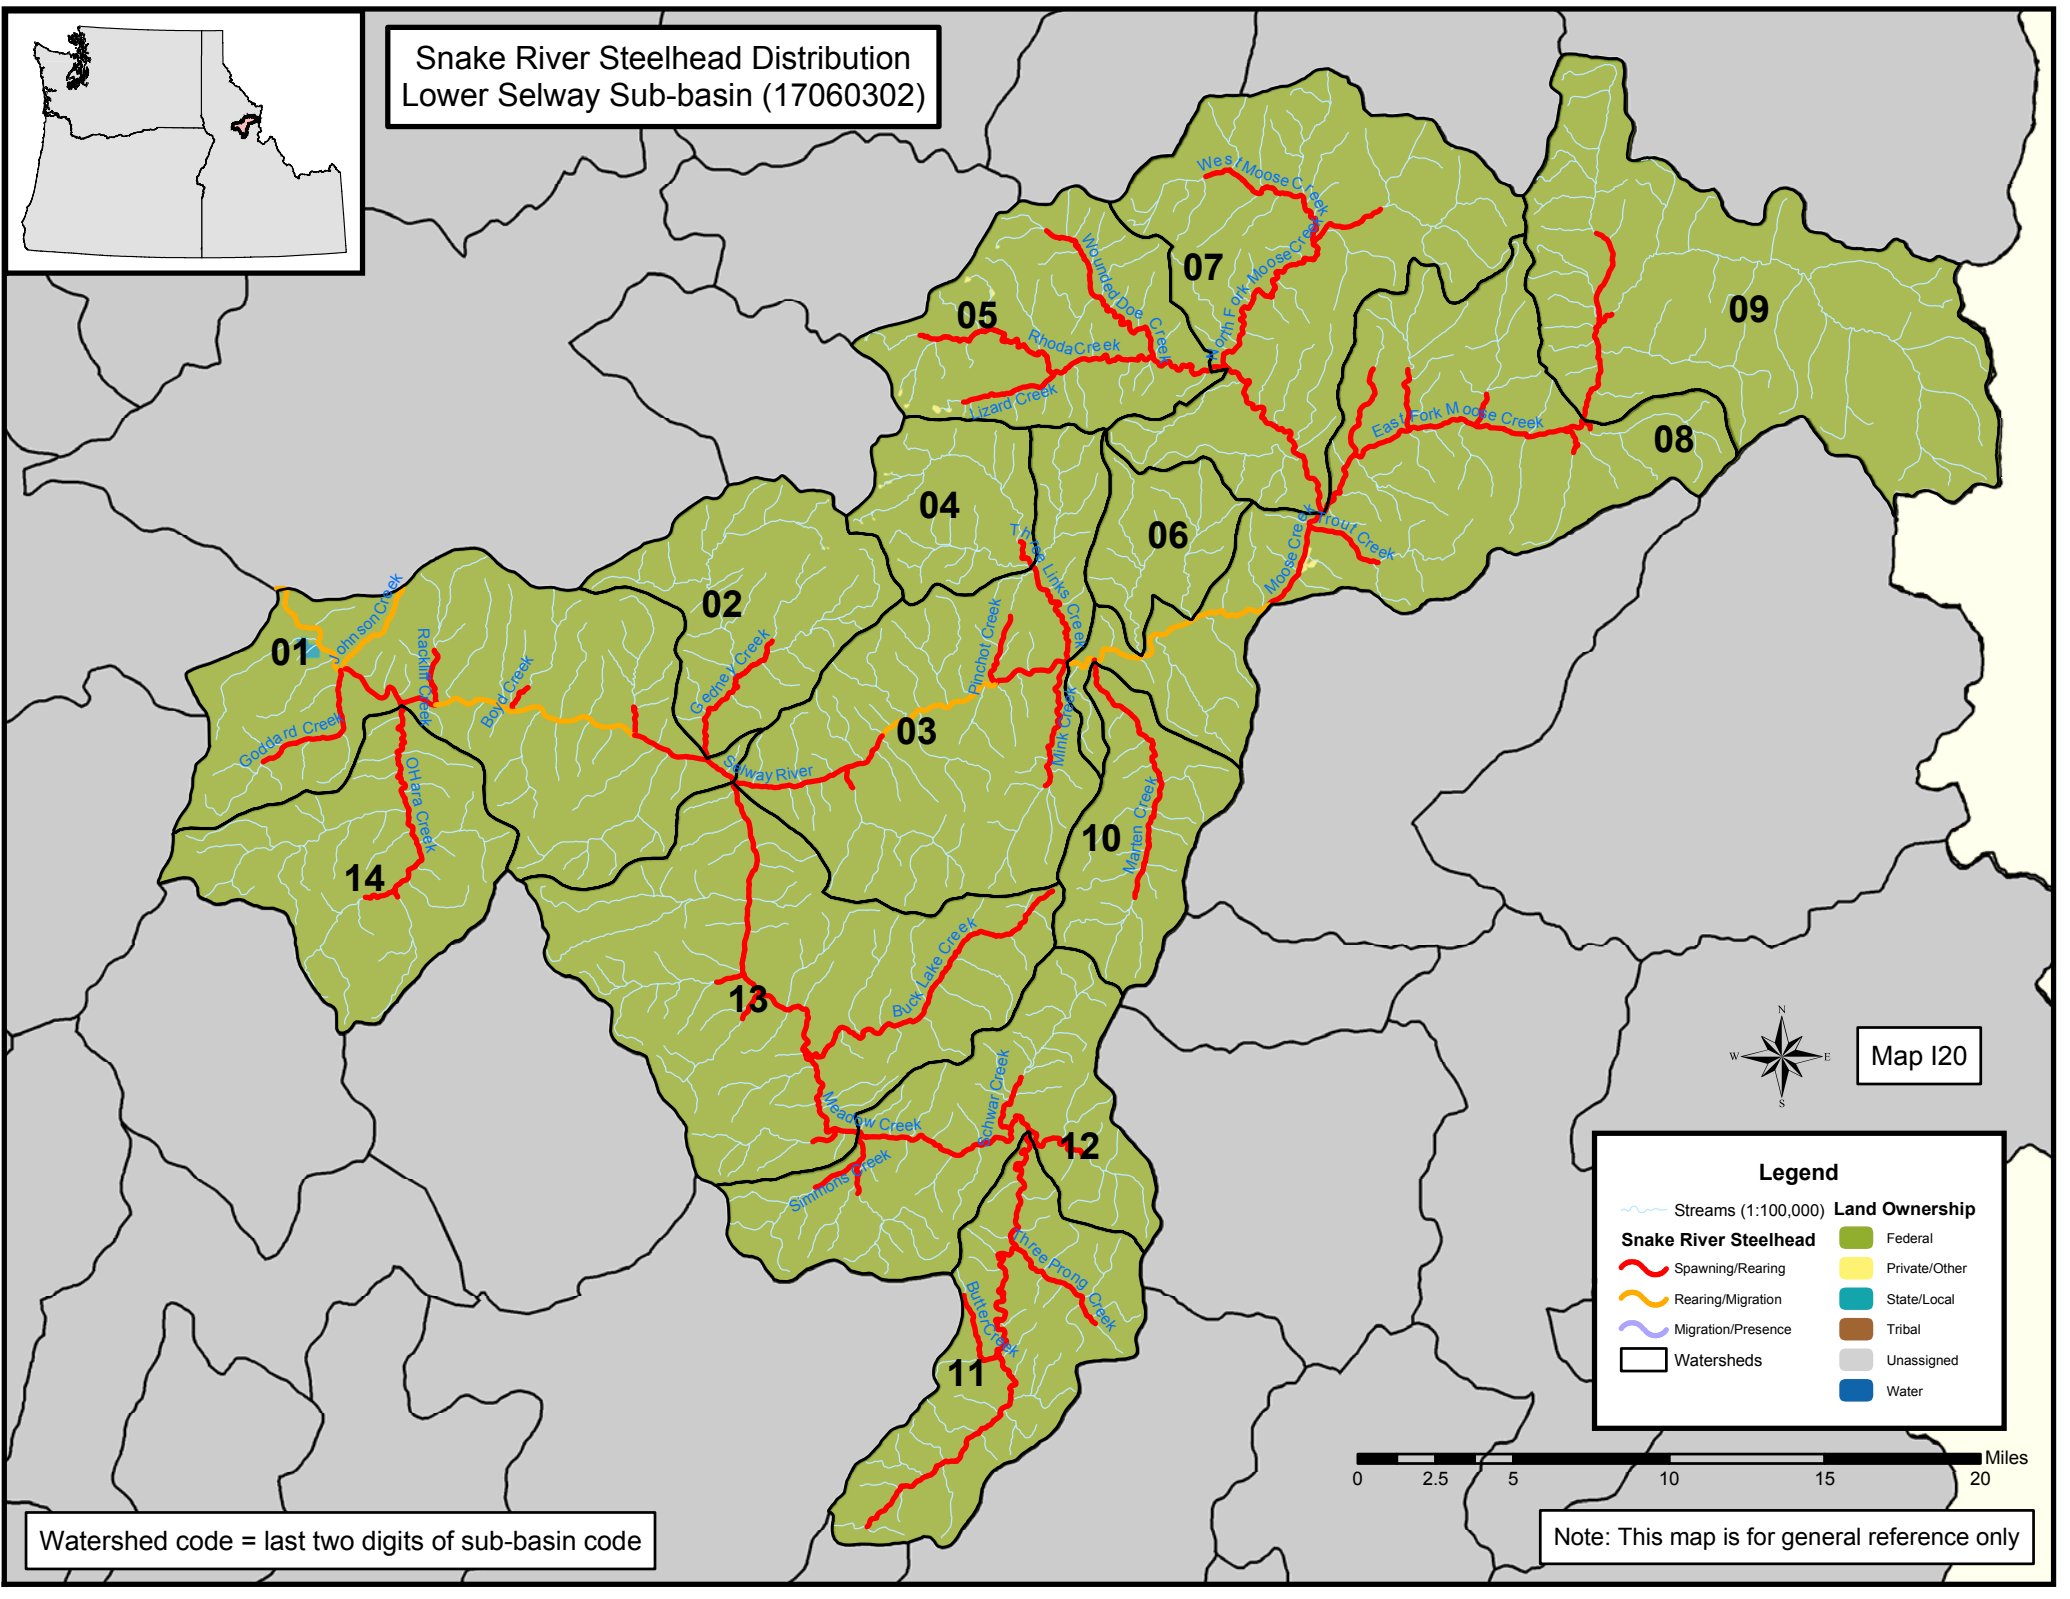 Snake River Steelhead Distribution
Lower Selway Sub-basin (17060302)
West Moose Creek
North Fork Moose Creek
07
09
Wounded Doe Creek
05
Rhoda Creek
Lizard Creek
East Fork Moose Creek
08
04
06
Three Links Creek
Trout Creek
Moose Creek
02
Johnson Creek
01
Racklin Creek
Boyd Creek
Gedney Creek
Pinchot Creek
03
Mink Creek
Goddard Creek
Selway River
OHara Creek
14
10
Marten Creek
Buck Lake Creek
13
Meadow Creek
Schwar Creek
12
Simmons Creek
Three Prong Creek
Butter Creek
11
N
W
E
S
Map I20
Legend
Streams (1:100,000)
Snake River Steelhead
Spawning/Rearing
Rearing/Migration
Migration/Presence
Watersheds
Land Ownership
Federal
Private/Other
State/Local
Tribal
Unassigned
Water
Miles
0 2.5 5 10 15 20
Watershed code = last two digits of sub-basin code
Note: This map is for general reference only